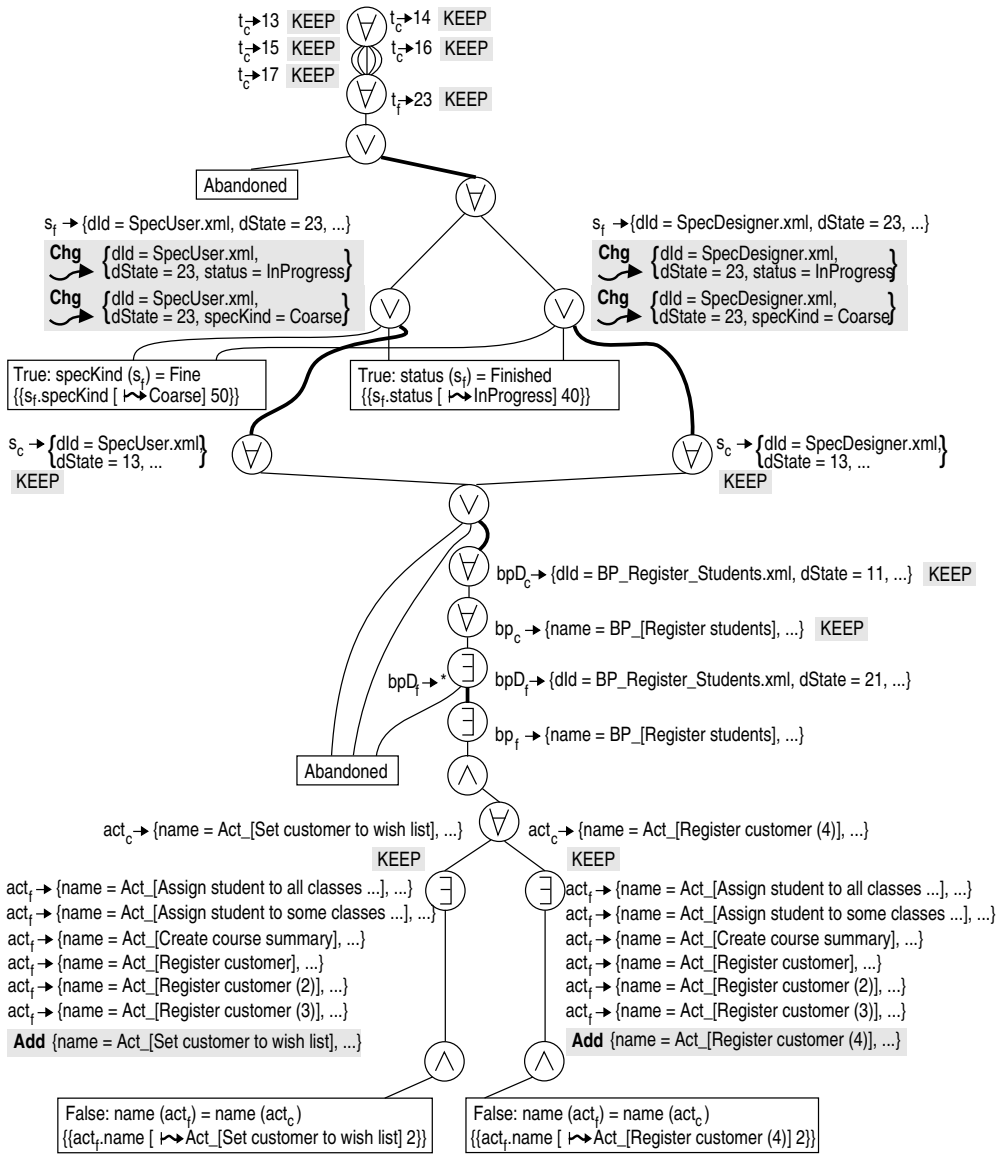 t_c→13 KEEP ∀ t_c→14 KEEP
t_c→15 KEEP t_c→16 KEEP
t_c→17 KEEP
∀ t_f→23 KEEP
∨
Abandoned
∀
s_f → {dId = SpecUser.xml, dState = 23, ...}
Chg {dId = SpecUser.xml,
dState = 23, status = InProgress}
Chg {dId = SpecUser.xml,
dState = 23, specKind = Coarse}
s_f → {dId = SpecDesigner.xml, dState = 23, ...}
Chg {dId = SpecDesigner.xml,
dState = 23, status = InProgress}
Chg {dId = SpecDesigner.xml,
dState = 23, specKind = Coarse}
∨ ∨
True: specKind (s_f) = Fine
{{s_f.specKind [ ↦ Coarse] 50}}
True: status (s_f) = Finished
{{s_f.status [ ↦ InProgress] 40}}
s_c → {dId = SpecUser.xml,
dState = 13, ...}
KEEP
∀ ∀
s_c → {dId = SpecDesigner.xml,
dState = 13, ...}
KEEP
∨
∀ bpD_c → {dId = BP_Register_Students.xml, dState = 11, ...} KEEP
∀ bp_c → {name = BP_[Register students], ...} KEEP
bpD_f → * ∃ bpD_f → {dId = BP_Register_Students.xml, dState = 21, ...}
∃ bp_f → {name = BP_[Register students], ...}
Abandoned
∧
act_c → {name = Act_[Set customer to wish list], ...} ∀ act_c → {name = Act_[Register customer (4)], ...}
KEEP KEEP
∃ ∃
act_f → {name = Act_[Assign student to all classes ...], ...}
act_f → {name = Act_[Assign student to some classes ...], ...}
act_f → {name = Act_[Create course summary], ...}
act_f → {name = Act_[Register customer], ...}
act_f → {name = Act_[Register customer (2)], ...}
act_f → {name = Act_[Register customer (3)], ...}
Add {name = Act_[Set customer to wish list], ...}
act_f → {name = Act_[Assign student to all classes ...], ...}
act_f → {name = Act_[Assign student to some classes ...], ...}
act_f → {name = Act_[Create course summary], ...}
act_f → {name = Act_[Register customer], ...}
act_f → {name = Act_[Register customer (2)], ...}
act_f → {name = Act_[Register customer (3)], ...}
Add {name = Act_[Register customer (4)], ...}
∧ ∧
False: name (act_f) = name (act_c)
{{act_f.name [ ↦ Act_[Set customer to wish list] 2}}
False: name (act_f) = name (act_c)
{{act_f.name [ ↦ Act_[Register customer (4)] 2}}